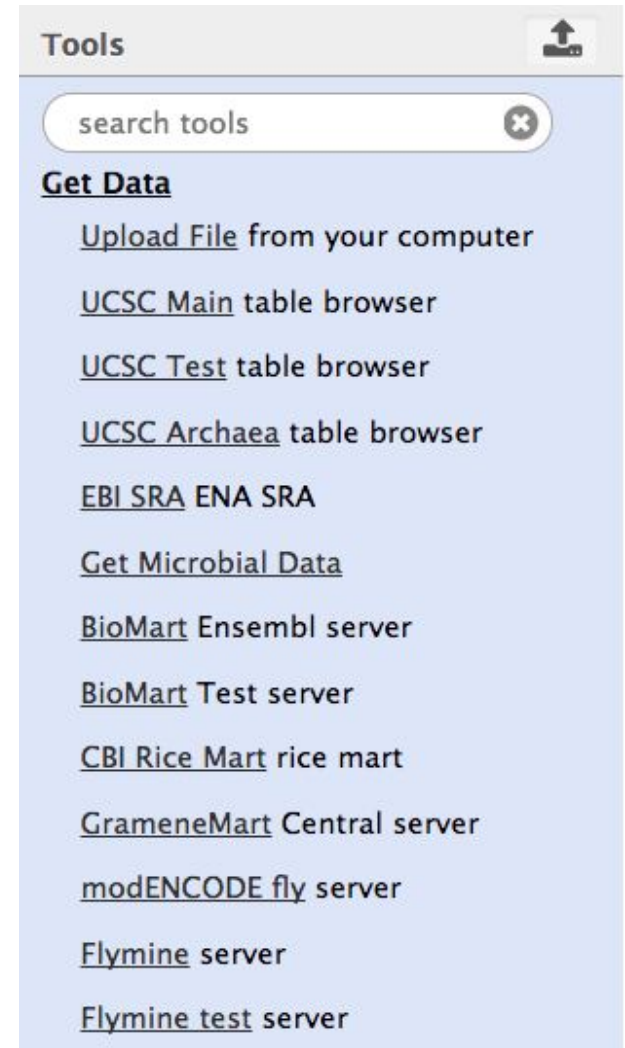 Tools
search tools
Get Data
Upload File from your computer
UCSC Main table browser
UCSC Test table browser
UCSC Archaea table browser
EBI SRA ENA SRA
Get Microbial Data
BioMart Ensembl server
BioMart Test server
CBI Rice Mart rice mart
GrameneMart Central server
modENCODE fly server
Flymine server
Flymine test server